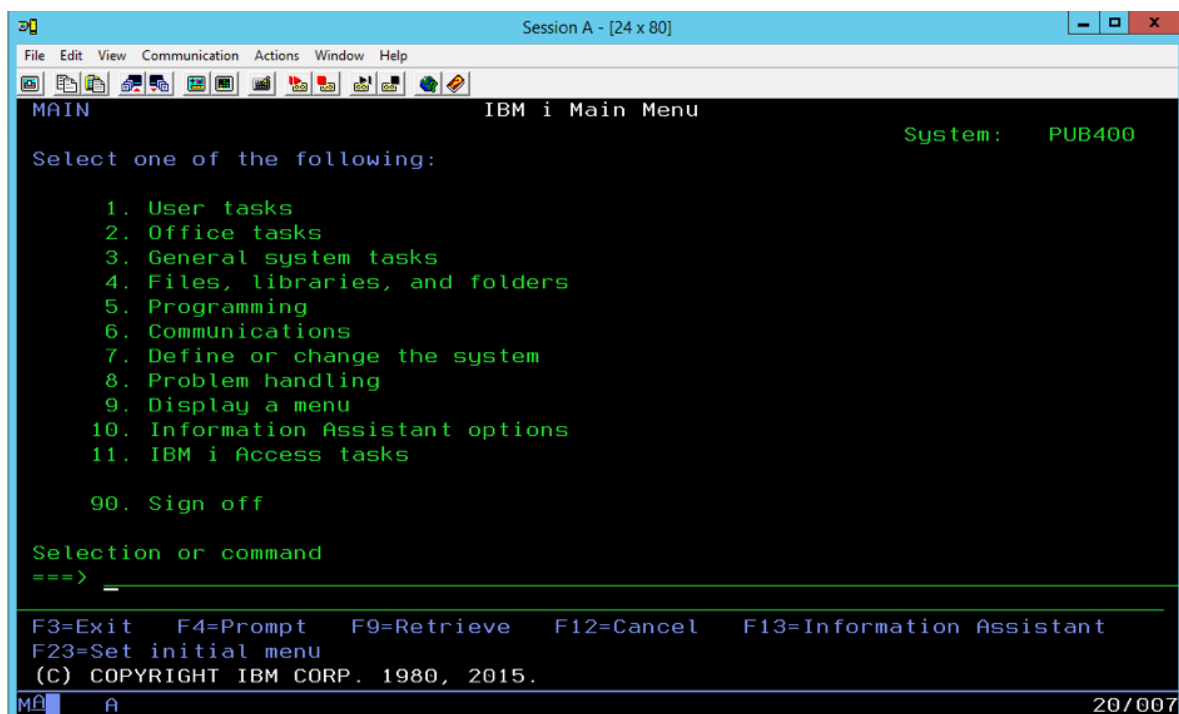 Session A - [24 x 80]
File Edit View Communication Actions Window Help
MAIN IBM i Main Menu
System: PUB400
Select one of the following:
1. User tasks
2. Office tasks
3. General system tasks
4. Files, libraries, and folders
5. Programming
6. Communications
7. Define or change the system
8. Problem handling
9. Display a menu
10. Information Assistant options
11. IBM i Access tasks
90. Sign off
Selection or command
===>
F3=Exit F4=Prompt F9=Retrieve F12=Cancel F13=Information Assistant
F23=Set initial menu
(C) COPYRIGHT IBM CORP. 1980, 2015.
MA A 20/007